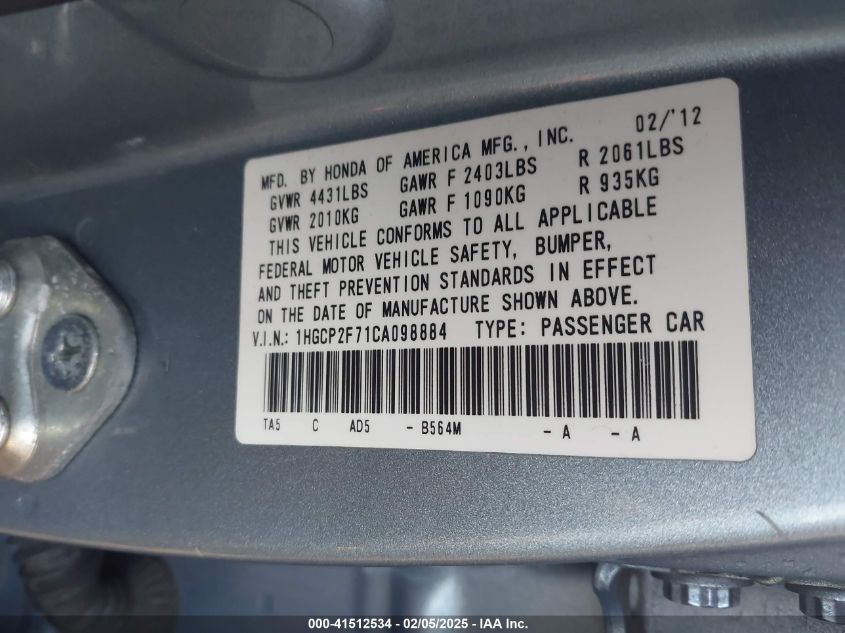 02/'12
MFD. BY HONDA OF AMERICA MFG., INC.
GVWR 4431LBS GAWR F 2403LBS R 2061LBS
GVWR 2010KG GAWR F 1090KG R 935KG
THIS VEHICLE CONFORMS TO ALL APPLICABLE
FEDERAL MOTOR VEHICLE SAFETY, BUMPER,
AND THEFT PREVENTION STANDARDS IN EFFECT
ON THE DATE OF MANUFACTURE SHOWN ABOVE.
V.I.N.: 1HGCP2F71CA098884 TYPE: PASSENGER CAR
TA5 C AD5 - B564M - A - A
000-41512534 — 02/05/2025 — IAA Inc.